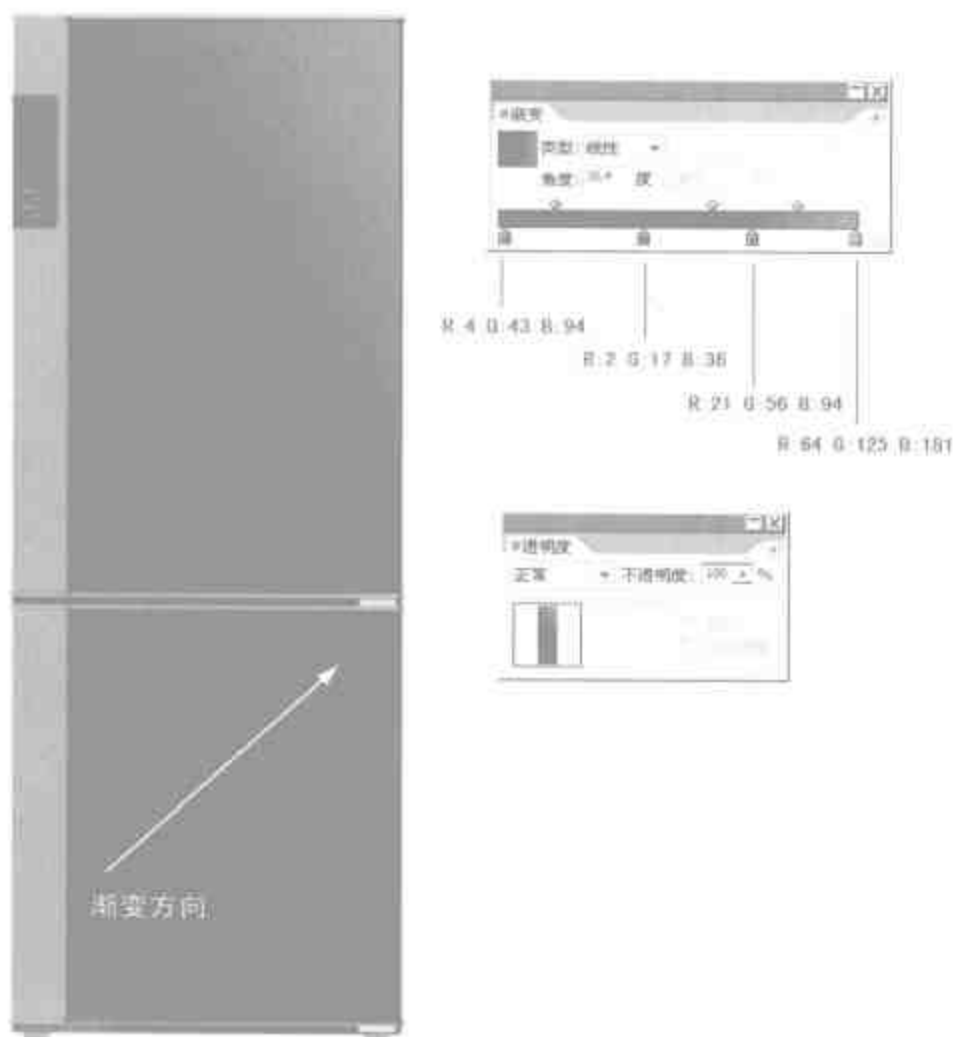 渐变
类型: 线性
角度: 度
R 4 G:43 B:94
R:2 G:17 B:36
R 21 G 56 B 94
R 64 G 125 B:181
透明度
正常 不透明度: 100 %
渐变方向